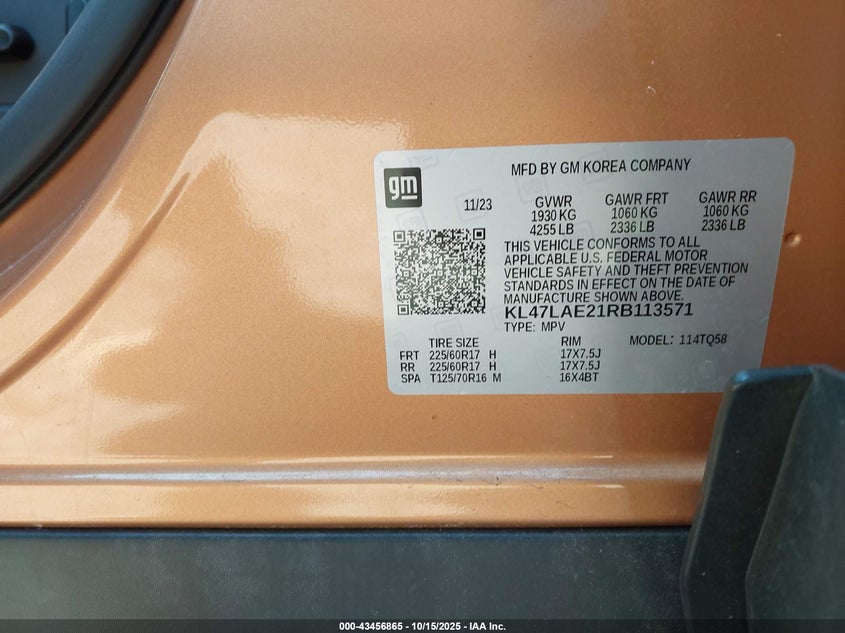 gm
MFD BY GM KOREA COMPANY
11/23
GVWR GAWR FRT GAWR RR
1930 KG 1060 KG 1060 KG
4255 LB 2336 LB 2336 LB
THIS VEHICLE CONFORMS TO ALL
APPLICABLE U.S. FEDERAL MOTOR
VEHICLE SAFETY AND THEFT PREVENTION
STANDARDS IN EFFECT ON THE DATE OF
MANUFACTURE SHOWN ABOVE.
KL47LAE21RB113571
TYPE: MPV MODEL: 114TQ58
TIRE SIZE RIM
FRT 225/60R17 H 17X7.5J
RR 225/60R17 H 17X7.5J
SPA T125/70R16 M 16X4BT
000-43456865 - 10/15/2025 - IAA Inc.